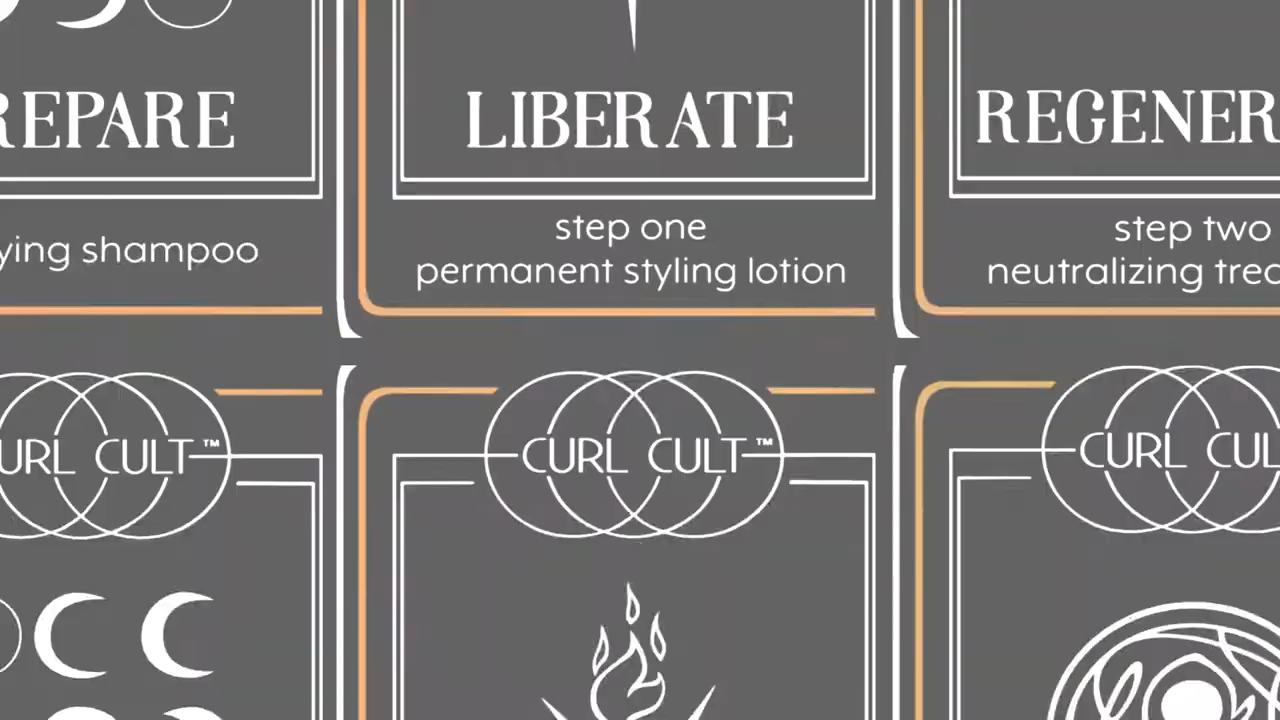 REPARE
LIBERATE
REGENER
ying shampoo
step one
permanent styling lotion
step two
neutralizing trea
URL CULT™
CURL CULT™
CURL CUL